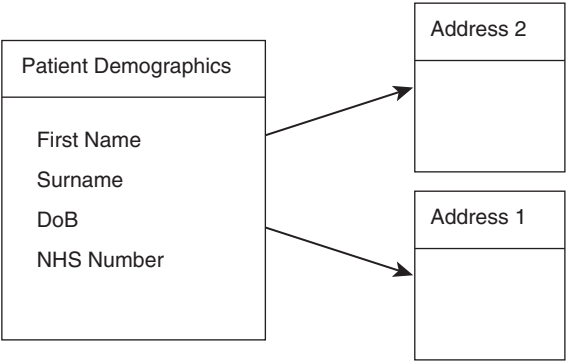 Patient Demographics
First Name
Surname
DoB
NHS Number
Address 2
Address 1